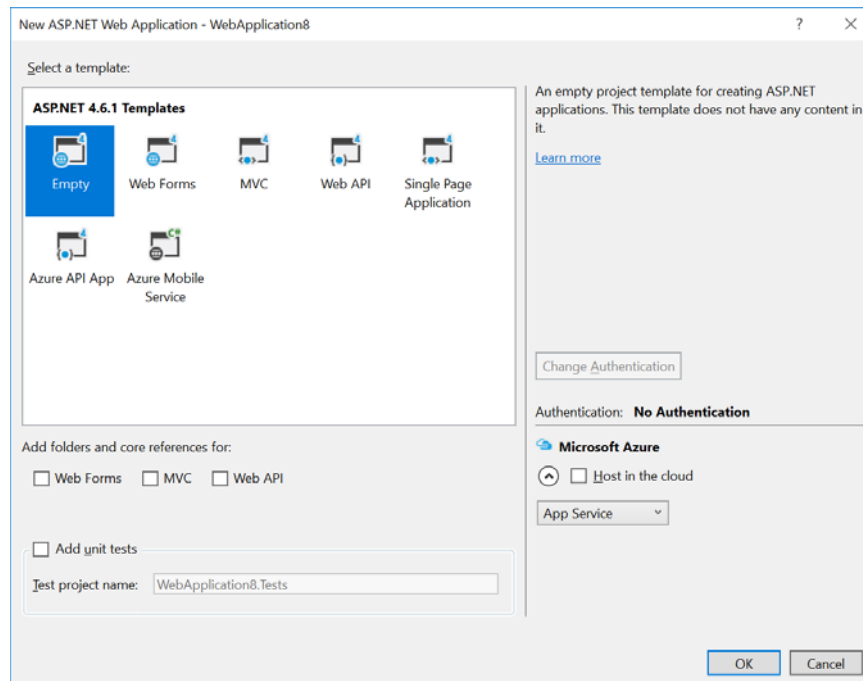 New ASP.NET Web Application - WebApplication8
Select a template:
ASP.NET 4.6.1 Templates
Empty
Web Forms
MVC
Web API
Single Page
Application
Azure API App
Azure Mobile
Service
An empty project template for creating ASP.NET
applications. This template does not have any content in
it.
Learn more
Change Authentication
Authentication: No Authentication
Microsoft Azure
Host in the cloud
App Service
Add folders and core references for:
Web Forms
MVC
Web API
Add unit tests
Test project name: WebApplication8.Tests
OK
Cancel